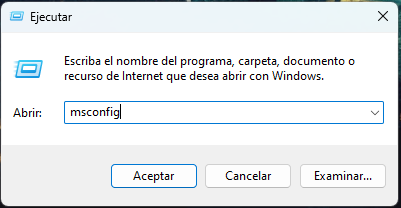 Ejecutar
Escriba el nombre del programa, carpeta, documento o
recurso de Internet que desea abrir con Windows.
Abrir: msconfig
Aceptar Cancelar Examinar...